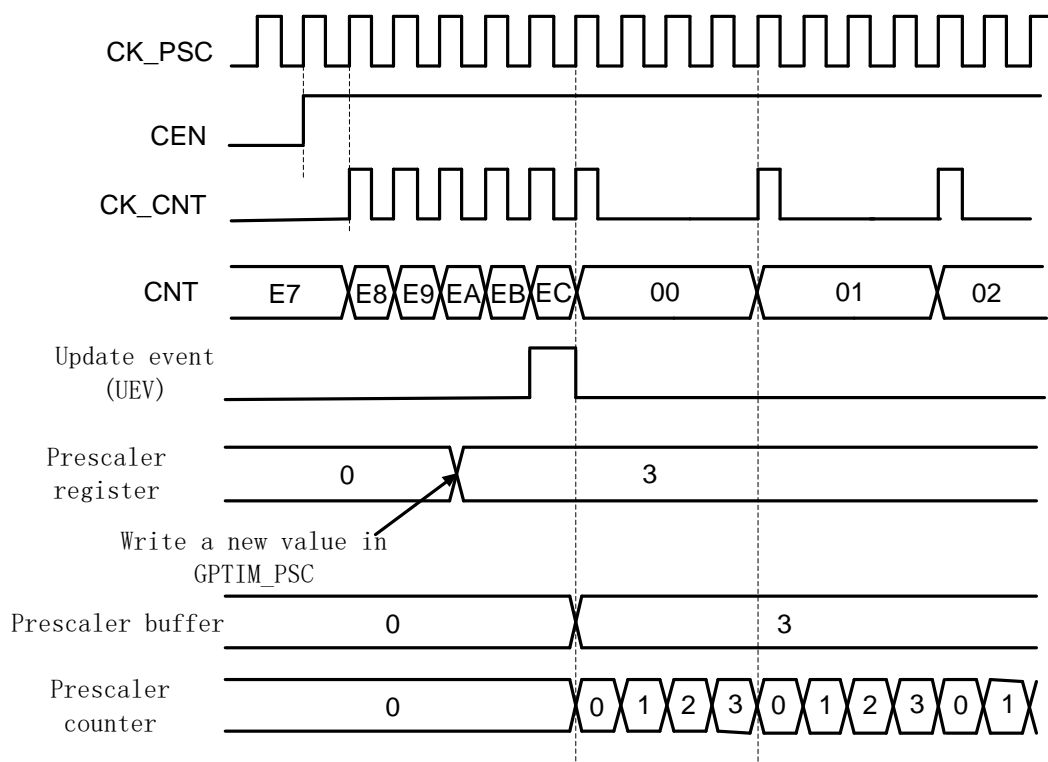 CK_PSC
CEN
CK_CNT
CNT E7 E8 E9 EA EB EC 00 01 02
Update event
(UEV)
Prescaler
register 0 3
Write a new value in
GPTIM_PSC
Prescaler buffer 0 3
Prescaler
counter 0 0 1 2 3 0 1 2 3 0 1